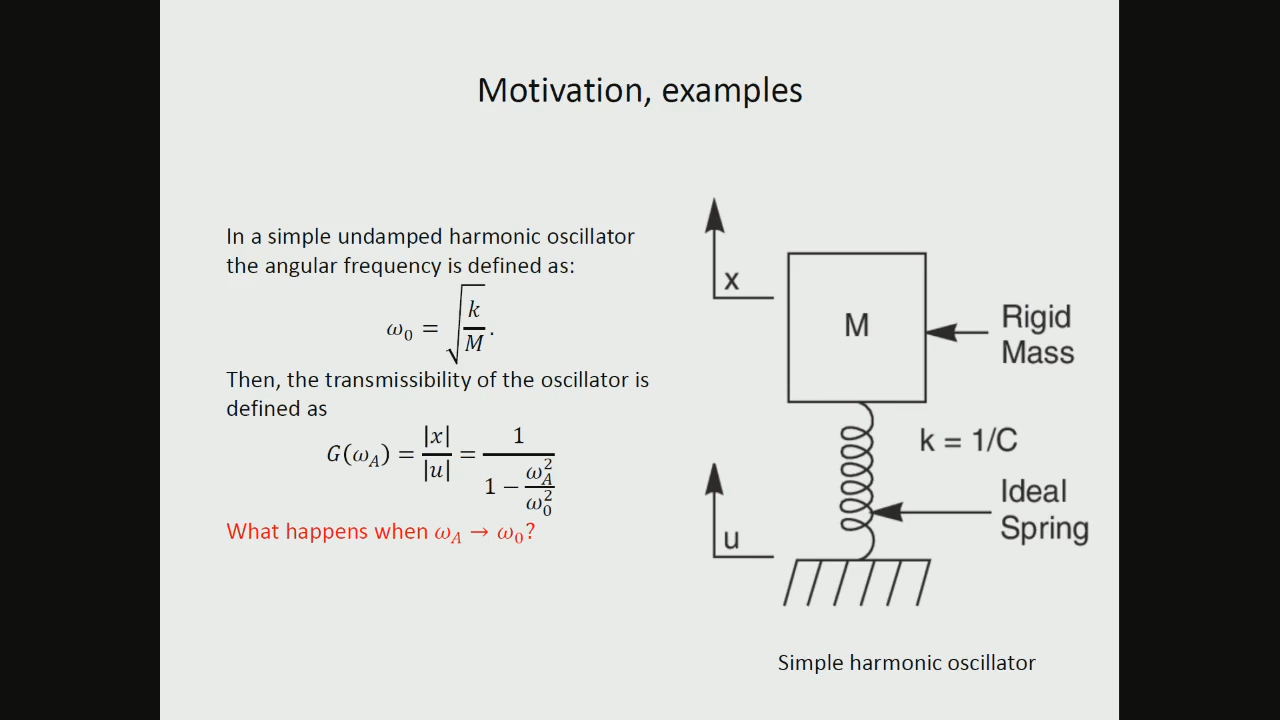 Motivation, examples
In a simple undamped harmonic oscillator
the angular frequency is defined as:
𝜔₀ = √(k/M).
Then, the transmissibility of the oscillator is
defined as
G(𝜔_A) = |x|/|u| = 1/(1 − 𝜔_A²/𝜔₀²)
What happens when 𝜔_A → 𝜔₀?
x
M
Rigid
Mass
k = 1/C
Ideal
Spring
u
Simple harmonic oscillator